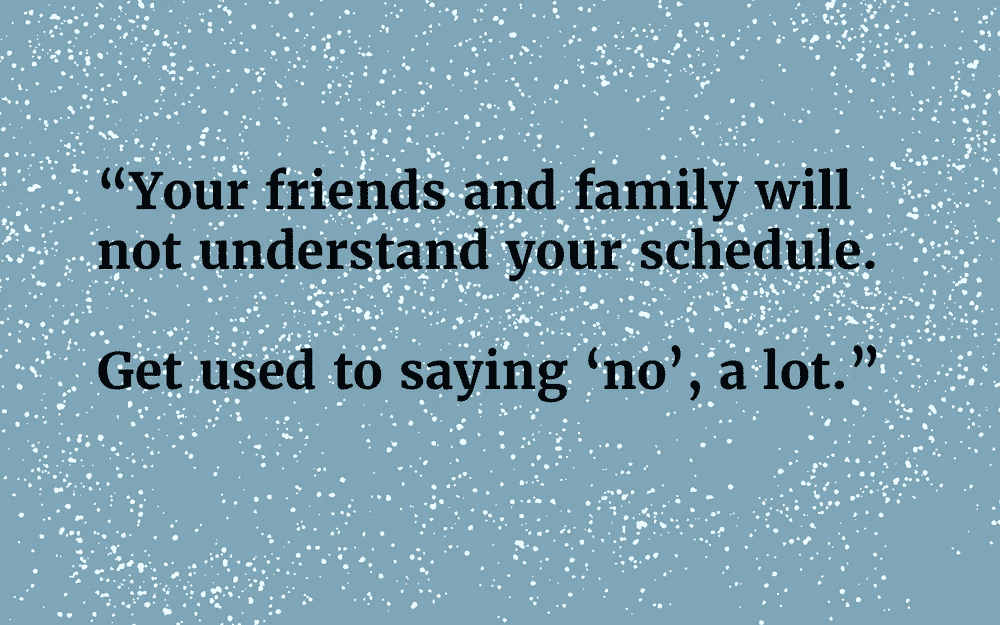 “Your friends and family will
not understand your schedule.
Get used to saying ‘no’, a lot.”